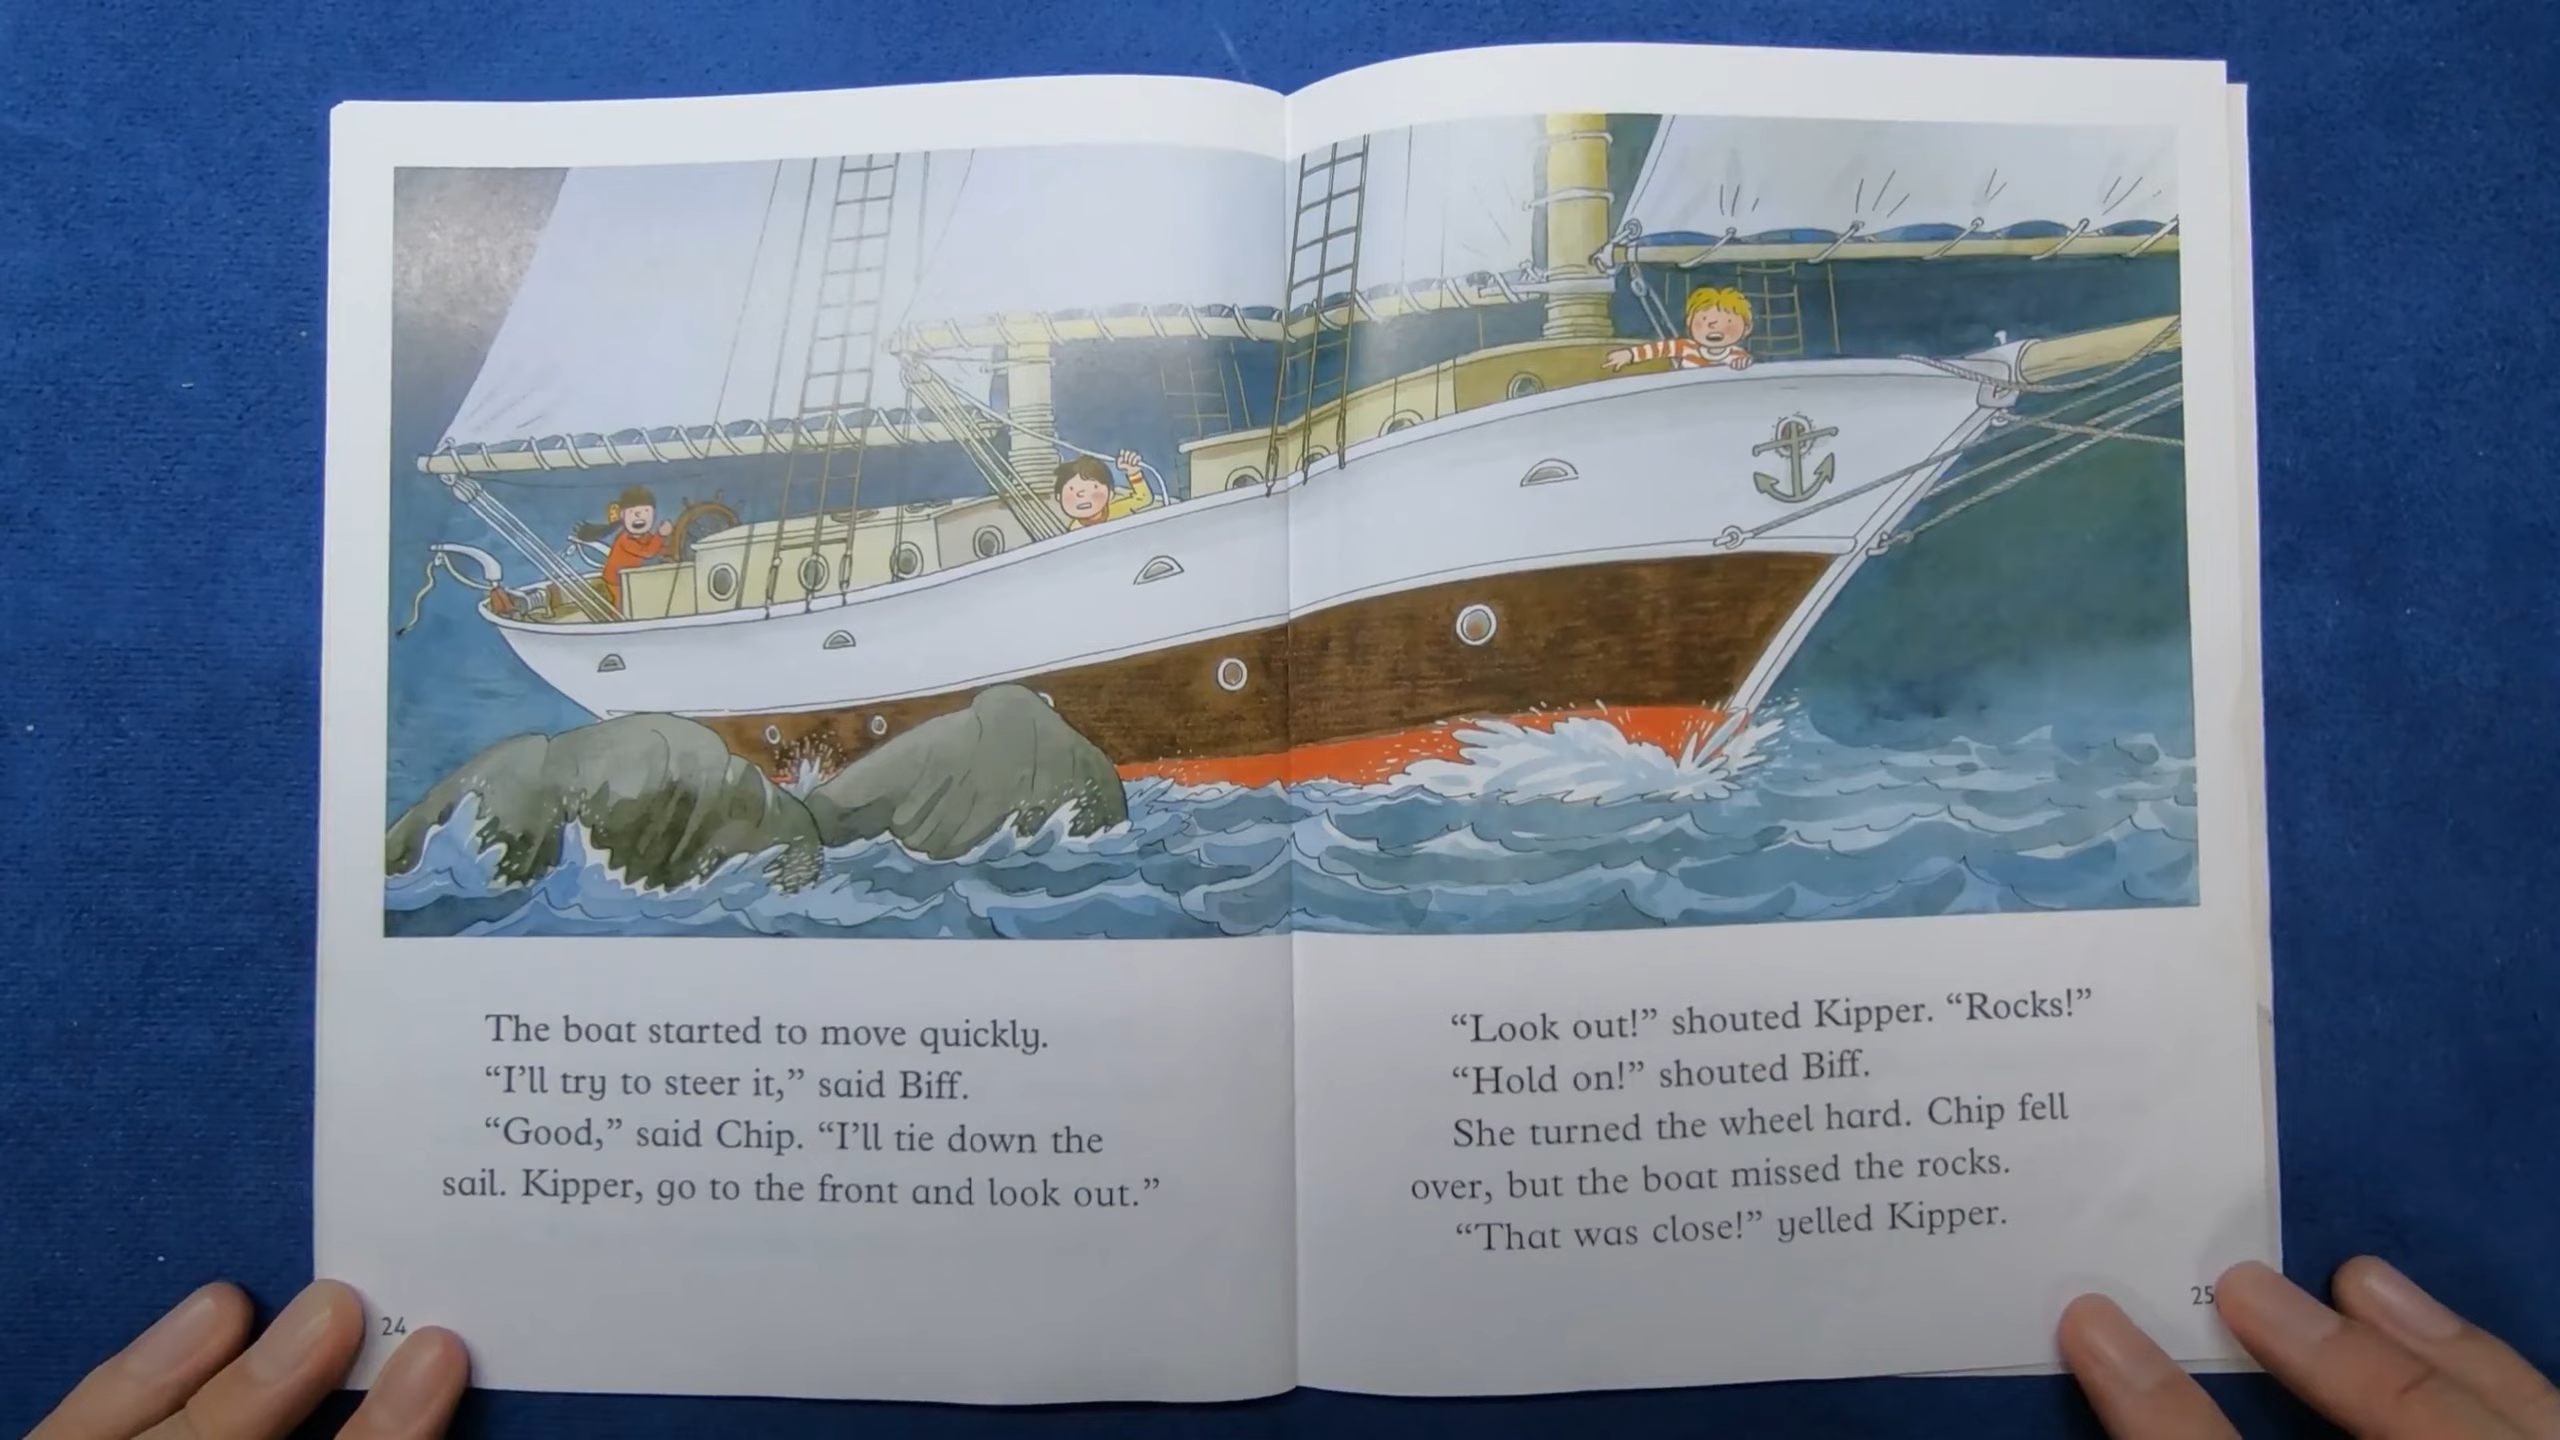 The boat started to move quickly.
“I’ll try to steer it,” said Biff.
“Good,” said Chip. “I’ll tie down the
sail. Kipper, go to the front and look out.”
24
“Look out!” shouted Kipper. “Rocks!”
“Hold on!” shouted Biff.
She turned the wheel hard. Chip fell
over, but the boat missed the rocks.
“That was close!” yelled Kipper.
25